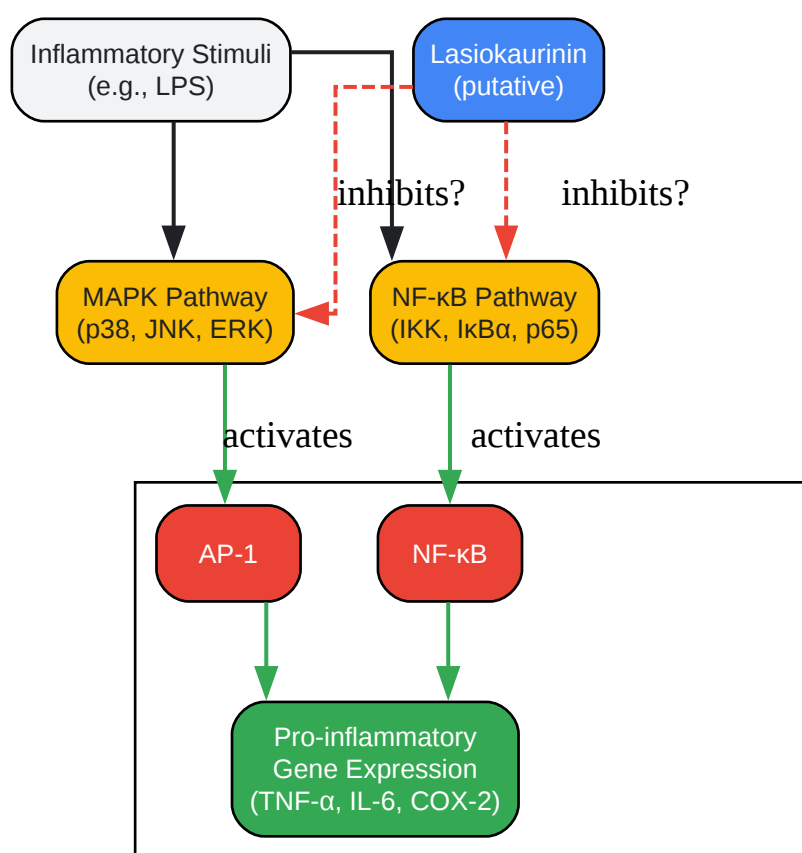 Inflammatory Stimuli
(e.g., LPS)
Lasiokaurinin
(putative)
inhibits?
inhibits?
MAPK Pathway
(p38, JNK, ERK)
NF-κB Pathway
(IKK, IκBα, p65)
activates
activates
AP-1
NF-κB
Pro-inflammatory
Gene Expression
(TNF-α, IL-6, COX-2)